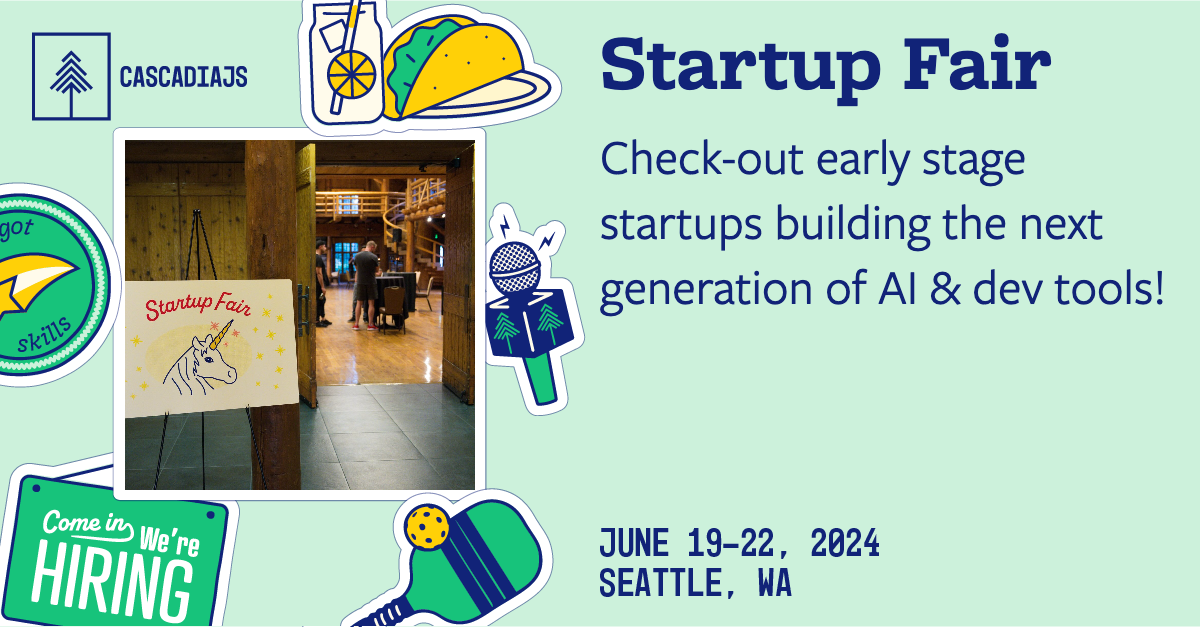 CASCADIAJS
Startup Fair
Check-out early stage
startups building the next
generation of AI & dev tools!
Startup Fair
got
skills
Come in
We're
HIRING
JUNE 19–22, 2024
SEATTLE, WA